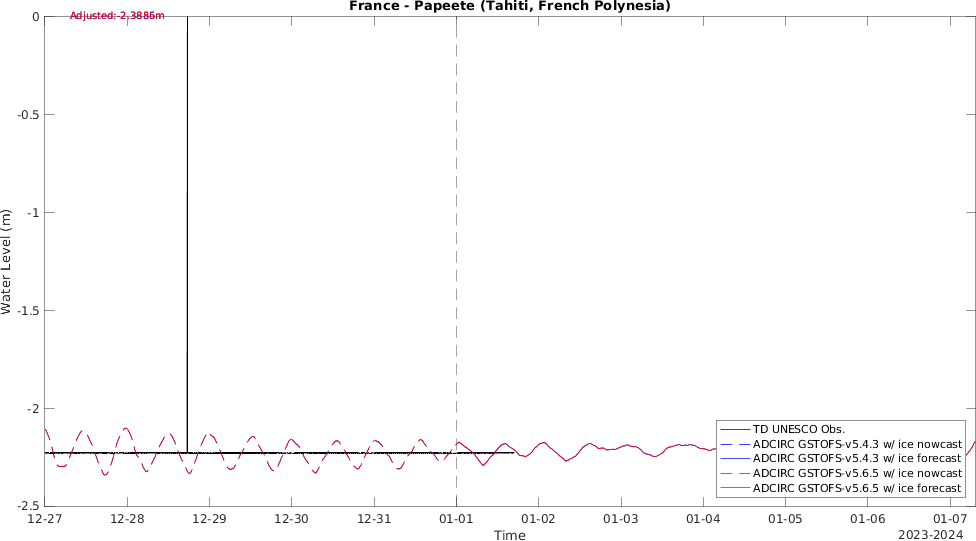 France - Papeete (Tahiti, French Polynesia)
0
-0.5
-1
-1.5
-2
-2.5
Water Level (m)
TD UNESCO Obs.
ADCIRC GSTOFS-v5.4.3 w/ ice nowcast
ADCIRC GSTOFS-v5.4.3 w/ ice forecast
ADCIRC GSTOFS-v5.6.5 w/ ice nowcast
ADCIRC GSTOFS-v5.6.5 w/ ice forecast
12-27 12-28 12-29 12-30 12-31 01-01 01-02 01-03 01-04 01-05 01-06 01-07
Time
2023-2024
Adjusted: